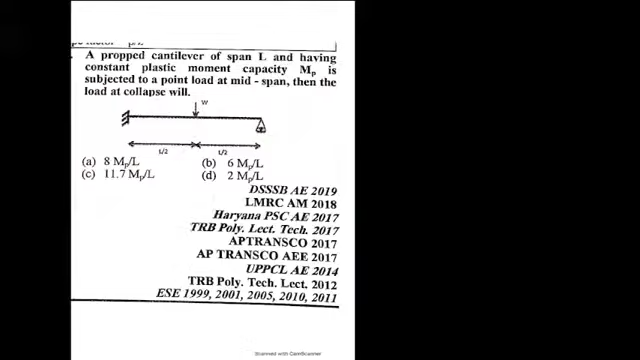 A propped cantilever of span L and having
constant plastic moment capacity Mp is
subjected to a point load at mid - span, then the
load at collapse will.
W
L/2 L/2
(a) 8 Mp/L (b) 6 Mp/L
(c) 11.7 Mp/L (d) 2 Mp/L
DSSSB AE 2019
LMRC AM 2018
Haryana PSC AE 2017
TRB Poly. Lect. Tech. 2017
APTRANSCO 2017
AP TRANSCO AEE 2017
UPPCL AE 2014
TRB Poly. Tech. Lect. 2012
ESE 1999, 2001, 2005, 2010, 2011
Scanned with CamScanner